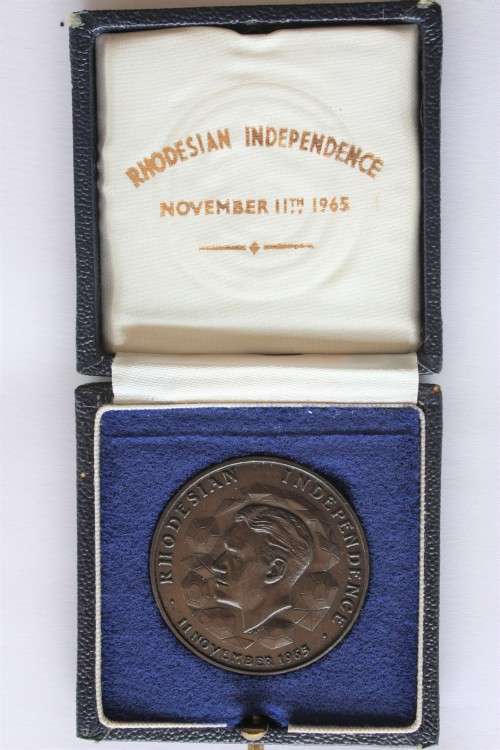 RHODESIAN INDEPENDENCE
NOVEMBER 11TH 1965
RHODESIAN INDEPENDENCE
· 11 NOVEMBER 1965 ·